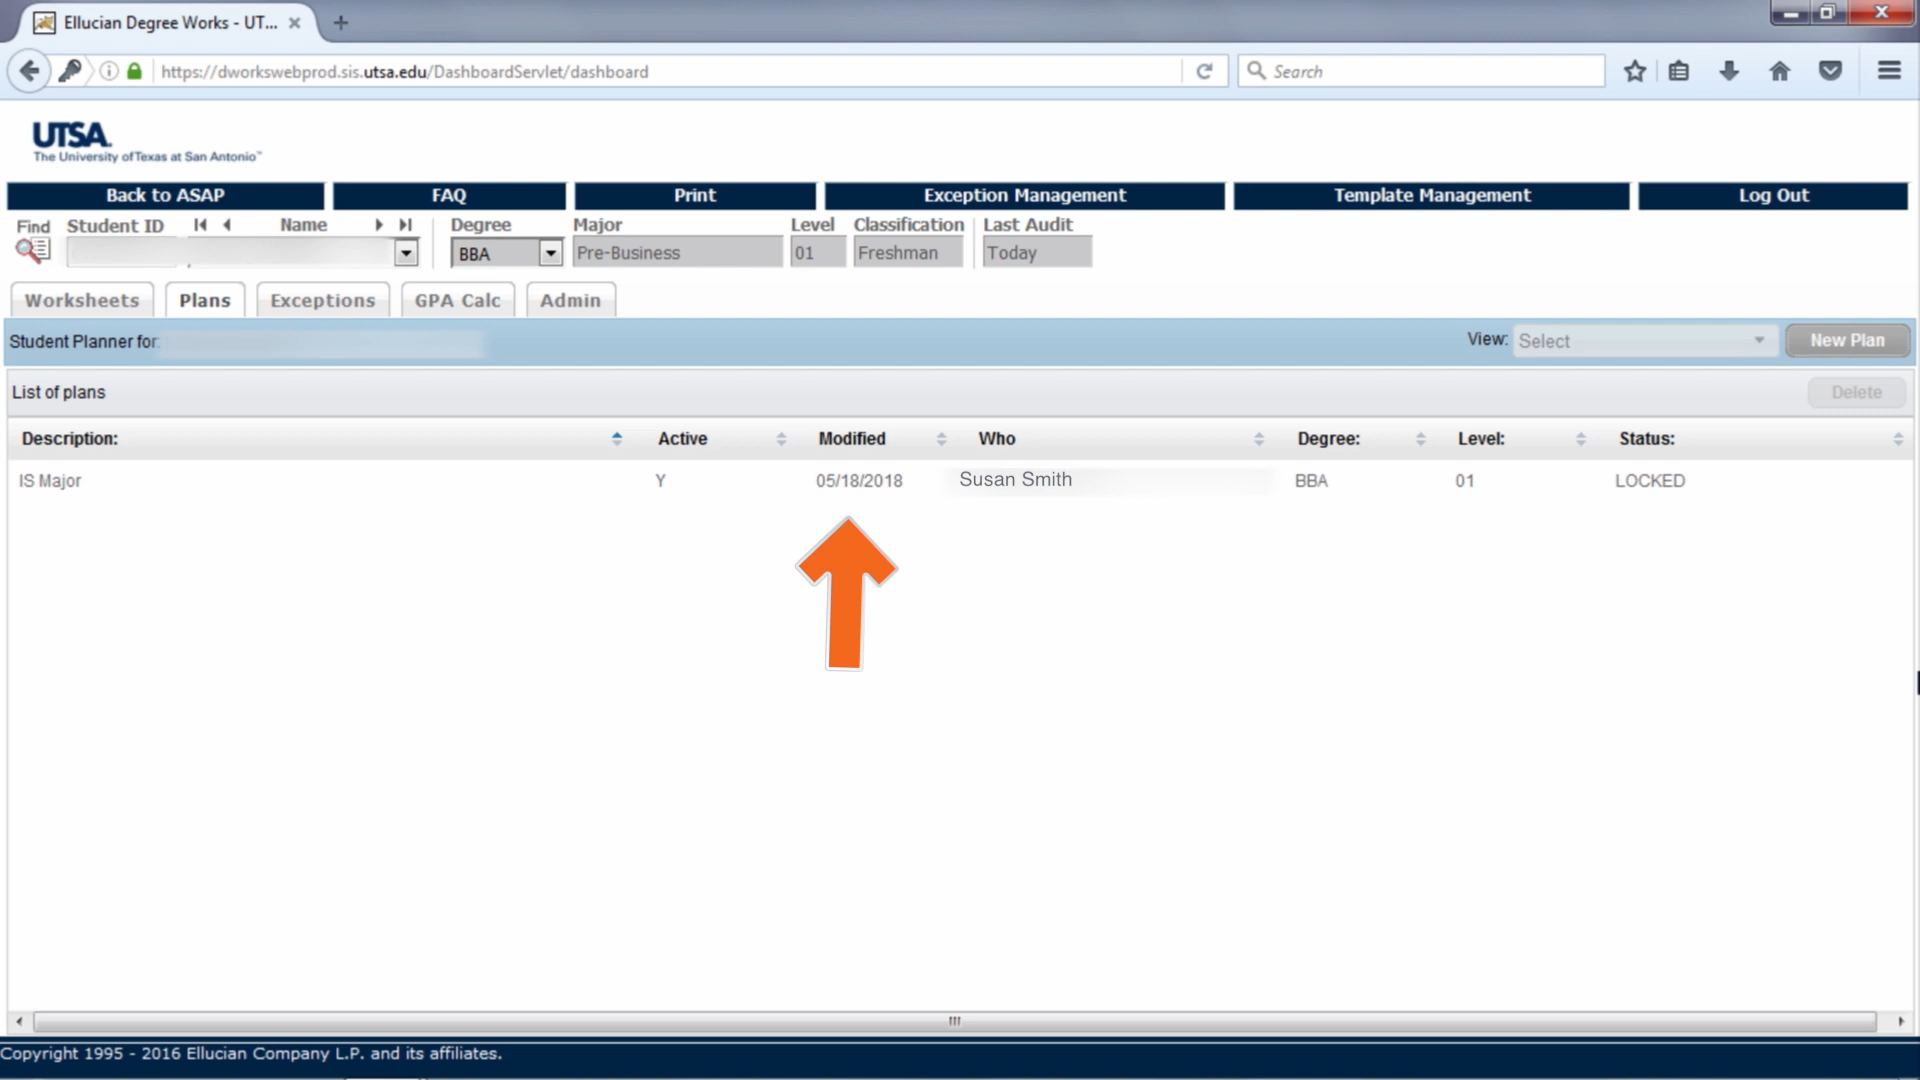 Ellucian Degree Works - UT...
https://dworkswebprod.sis.utsa.edu/DashboardServlet/dashboard
Search
UTSA.
The University of Texas at San Antonio™
Back to ASAP FAQ Print Exception Management Template Management Log Out
Find Student ID Name Degree Major Level Classification Last Audit
BBA Pre-Business 01 Freshman Today
Worksheets Plans Exceptions GPA Calc Admin
Student Planner for: View: Select New Plan
List of plans Delete
Description: Active Modified Who Degree: Level: Status:
IS Major Y 05/18/2018 Susan Smith BBA 01 LOCKED
Copyright 1995 - 2016 Ellucian Company L.P. and its affiliates.